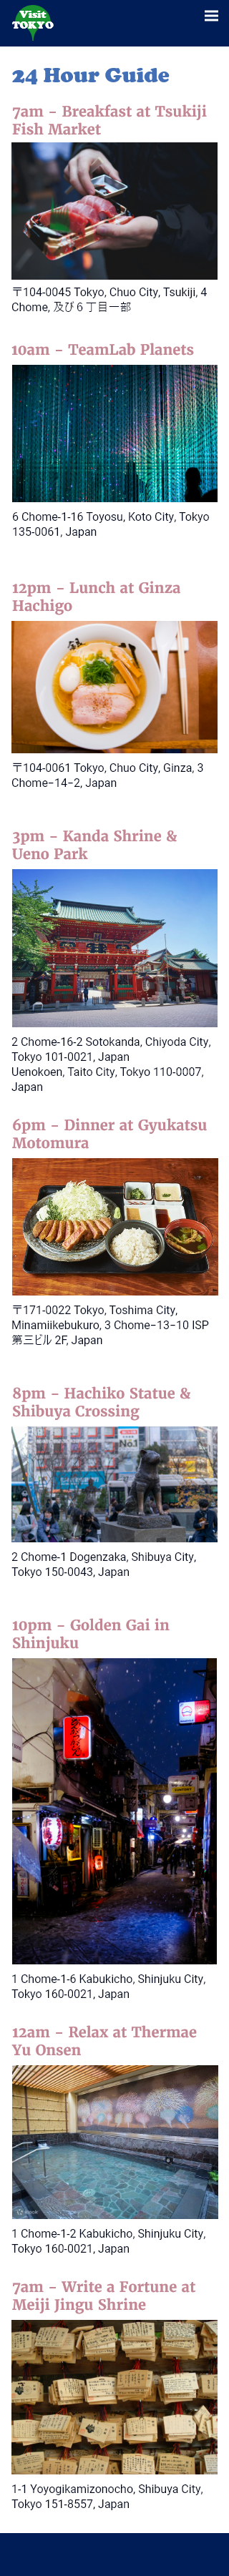 Visit
TOKYO
24 Hour Guide
7am - Breakfast at Tsukiji
Fish Market
〒104-0045 Tokyo, Chuo City, Tsukiji, 4
Chome, 及び６丁目一部
10am - TeamLab Planets
6 Chome-1-16 Toyosu, Koto City, Tokyo
135-0061, Japan
12pm - Lunch at Ginza
Hachigo
〒104-0061 Tokyo, Chuo City, Ginza, 3
Chome−14−2, Japan
3pm - Kanda Shrine &
Ueno Park
2 Chome-16-2 Sotokanda, Chiyoda City,
Tokyo 101-0021, Japan
Uenokoen, Taito City, Tokyo 110-0007,
Japan
6pm - Dinner at Gyukatsu
Motomura
〒171-0022 Tokyo, Toshima City,
Minamiikebukuro, 3 Chome−13−10 ISP
第三ビル 2F, Japan
8pm - Hachiko Statue &
Shibuya Crossing
No.1
2 Chome-1 Dogenzaka, Shibuya City,
Tokyo 150-0043, Japan
10pm - Golden Gai in
Shinjuku
1 Chome-1-6 Kabukicho, Shinjuku City,
Tokyo 160-0021, Japan
12am - Relax at Thermae
Yu Onsen
1 Chome-1-2 Kabukicho, Shinjuku City,
Tokyo 160-0021, Japan
7am - Write a Fortune at
Meiji Jingu Shrine
1-1 Yoyogikamizonocho, Shibuya City,
Tokyo 151-8557, Japan